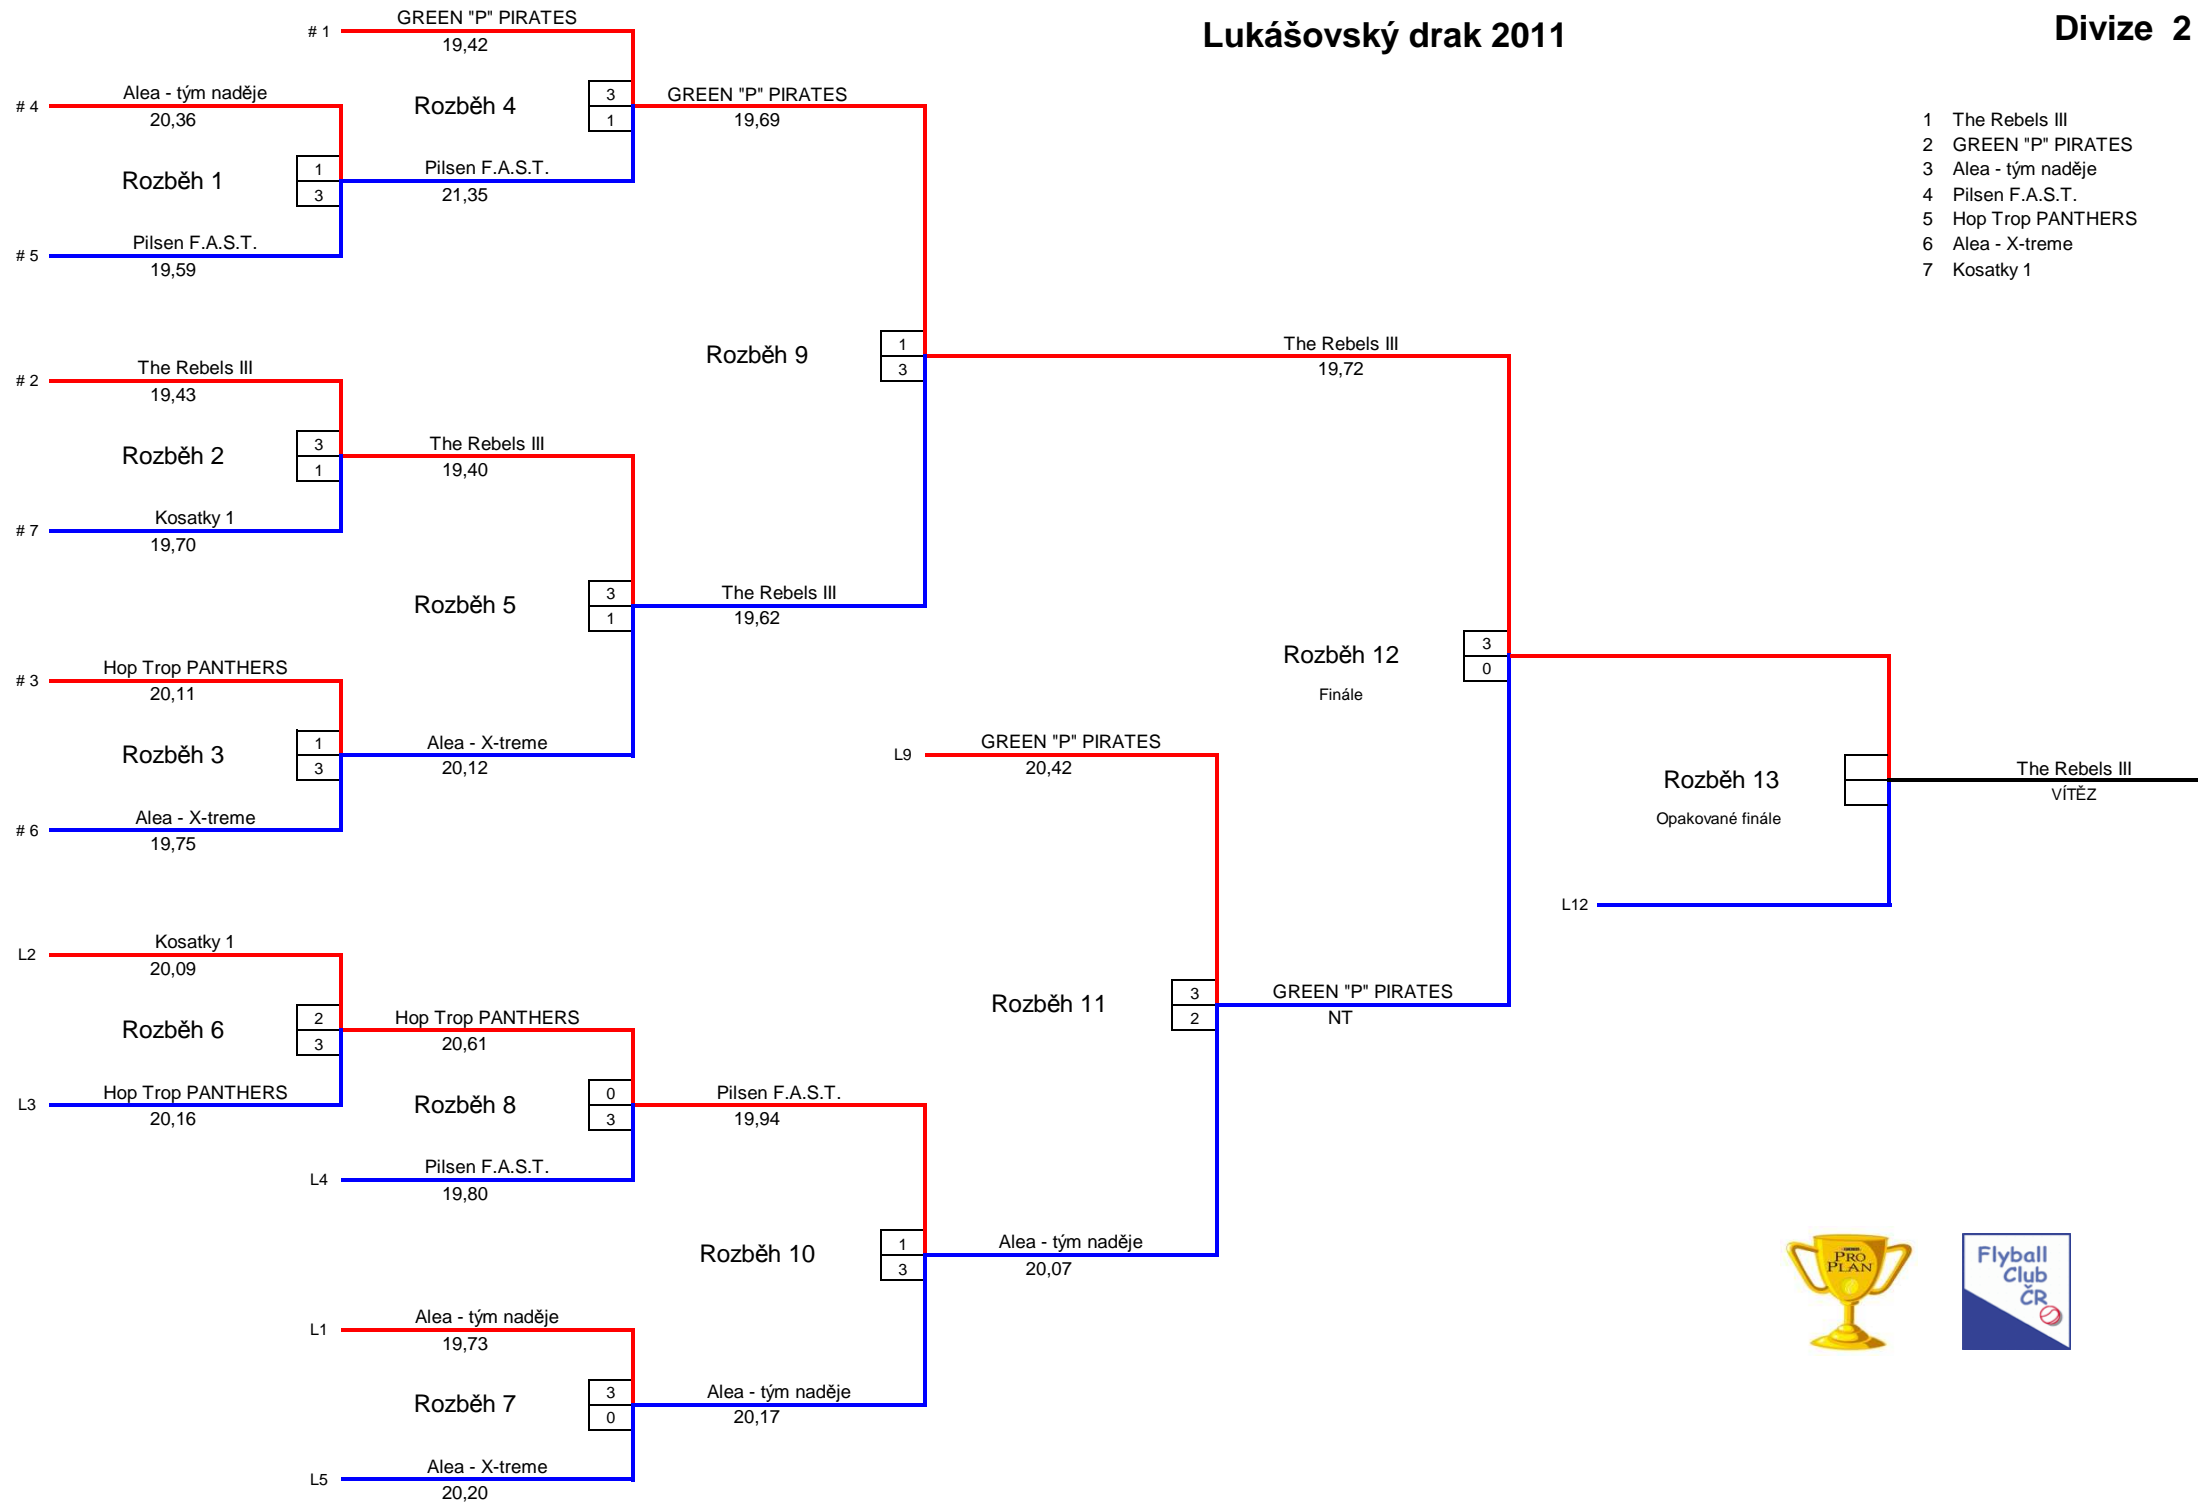 Lukášovský drak 2011
Divize 2
1 The Rebels III
2 GREEN "P" PIRATES
3 Alea - tým naděje
4 Pilsen F.A.S.T.
5 Hop Trop PANTHERS
6 Alea - X-treme
7 Kosatky 1
# 1
GREEN "P" PIRATES
19,42
# 4
Alea - tým naděje
20,36
Rozběh 1
1
3
# 5
Pilsen F.A.S.T.
19,59
Rozběh 4
3
1
Pilsen F.A.S.T.
21,35
GREEN "P" PIRATES
19,69
# 2
The Rebels III
19,43
Rozběh 2
3
1
# 7
Kosatky 1
19,70
The Rebels III
19,40
Rozběh 5
3
1
# 3
Hop Trop PANTHERS
20,11
Rozběh 3
1
3
# 6
Alea - X-treme
19,75
Alea - X-treme
20,12
The Rebels III
19,62
Rozběh 9
1
3
The Rebels III
19,72
Rozběh 12
3
0
Finále
L9
GREEN "P" PIRATES
20,42
Rozběh 13
Opakované finále
The Rebels III
VÍTĚZ
L12
L2
Kosatky 1
20,09
Rozběh 6
2
3
L3
Hop Trop PANTHERS
20,16
Hop Trop PANTHERS
20,61
Rozběh 8
0
3
L4
Pilsen F.A.S.T.
19,80
Pilsen F.A.S.T.
19,94
Rozběh 11
3
2
GREEN "P" PIRATES
NT
Rozběh 10
1
3
Alea - tým naděje
20,07
L1
Alea - tým naděje
19,73
Rozběh 7
3
0
L5
Alea - X-treme
20,20
Alea - tým naděje
20,17
PRO
PLAN
Flyball
Club
ČR